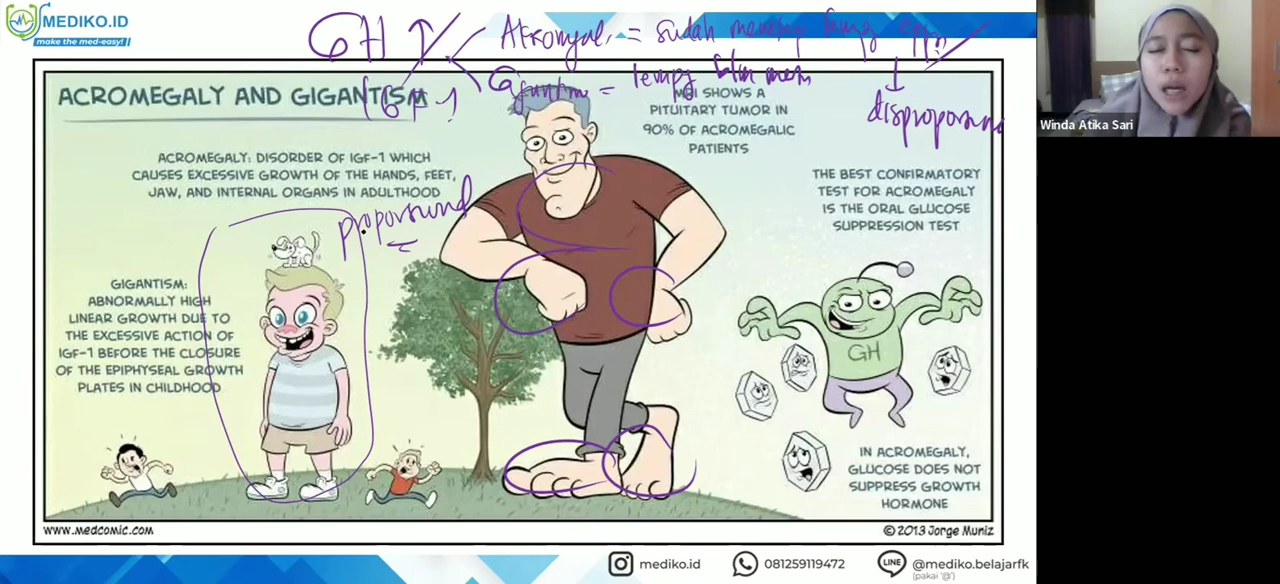 MEDIKO.ID
make the med-easy!
GH ↑
= sudah
=
disproporsional
Winda Atika Sari
ACROMEGALY AND GIGANTISM
MRI SHOWS A
PITUITARY TUMOR IN
90% OF ACROMEGALIC
PATIENTS
ACROMEGALY: DISORDER OF IGF-1 WHICH
CAUSES EXCESSIVE GROWTH OF THE HANDS, FEET,
JAW, AND INTERNAL ORGANS IN ADULTHOOD
THE BEST CONFIRMATORY
TEST FOR ACROMEGALY
IS THE ORAL GLUCOSE
SUPPRESSION TEST
proporsional
GIGANTISM:
ABNORMALLY HIGH
LINEAR GROWTH DUE TO
THE EXCESSIVE ACTION OF
IGF-1 BEFORE THE CLOSURE
OF THE EPIPHYSEAL GROWTH
PLATES IN CHILDHOOD
GH
IN ACROMEGALY,
GLUCOSE DOES NOT
SUPPRESS GROWTH
HORMONE
www.medcomic.com
© 2013 Jorge Muniz
mediko.id
081259119472
LINE
@mediko.belajarfk
(pakai '@')